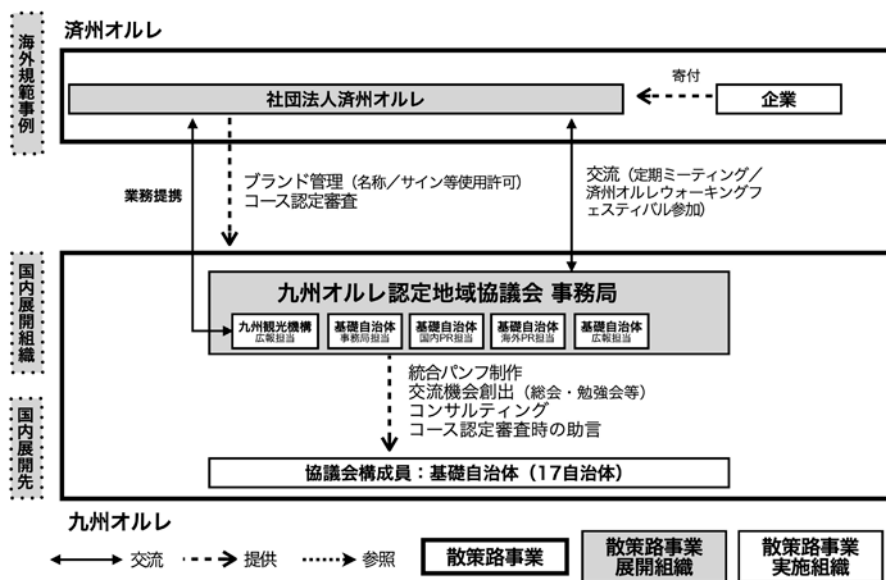 済州オルレ
海外規範事例
社団法人済州オルレ
寄付
企業
業務提携
ブランド管理（名称／サイン等使用許可）
コース認定審査
交流（定期ミーティング／
済州オルレウォーキングフ
ェスティバル参加）
国内展開組織
九州オルレ認定地域協議会 事務局
九州観光機構
広報担当
基礎自治体
事務局担当
基礎自治体
国内PR担当
基礎自治体
海外PR担当
基礎自治体
広報担当
統合パンフ制作
交流機会創出（総会・勉強会等）
コンサルティング
コース認定審査時の助言
国内展開先
協議会構成員：基礎自治体（17自治体）
九州オルレ
交流
提供
参照
散策路事業
散策路事業
展開組織
散策路事業
実施組織